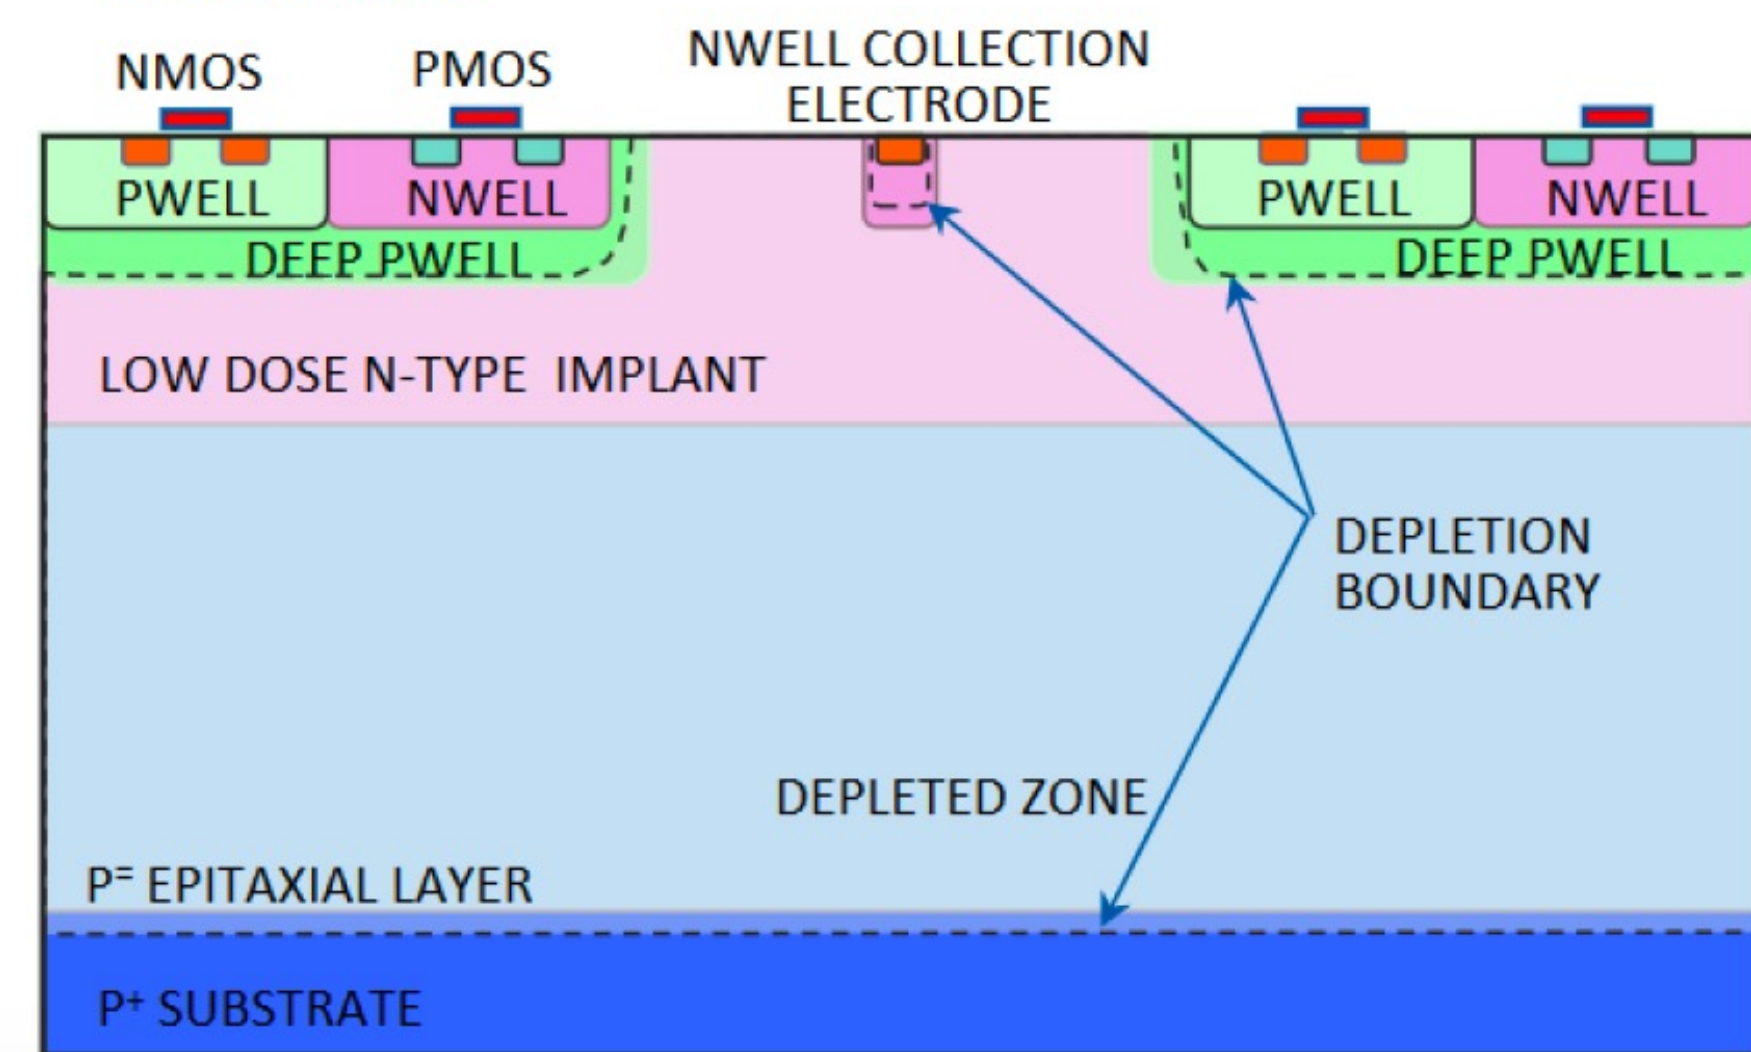 NMOS
PMOS
NWELL COLLECTION
ELECTRODE
PWELL
NWELL
PWELL
NWELL
DEEP PWELL
DEEP PWELL
LOW DOSE N-TYPE IMPLANT
DEPLETION
BOUNDARY
DEPLETED ZONE
P⁼ EPITAXIAL LAYER
P⁺ SUBSTRATE